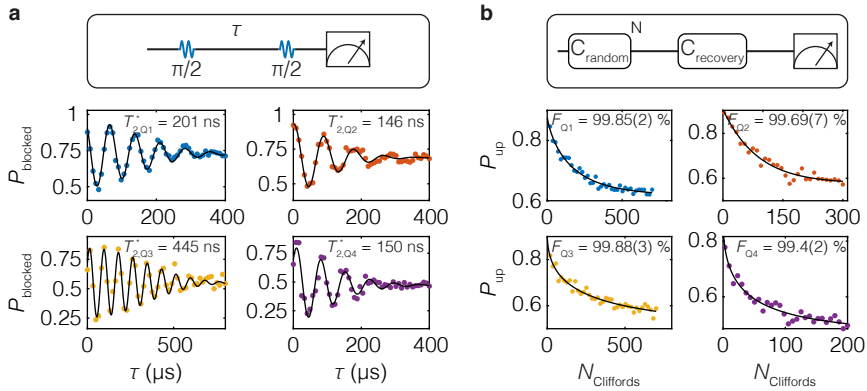 a
τ
π/2
π/2
P_blocked
1
0.75
0.5
T*_2,Q1 = 201 ns
0
200
400
1
0.75
0.5
T*_2,Q2 = 146 ns
0
200
400
P_blocked
0.75
0.5
0.25
T*_2,Q3 = 445 ns
0
500
τ (µs)
0.75
0.5
0.25
T*_2,Q4 = 150 ns
0
200
400
τ (µs)
b
N
C_random
C_recovery
P_up
0.8
0.6
F_Q1 = 99.85(2) %
0
500
0.8
0.6
F_Q2 = 99.69(7) %
0
150
300
P_up
0.8
0.6
F_Q3 = 99.88(3) %
0
500
N_Cliffords
0.8
0.6
F_Q4 = 99.4(2) %
0
100
200
N_Cliffords